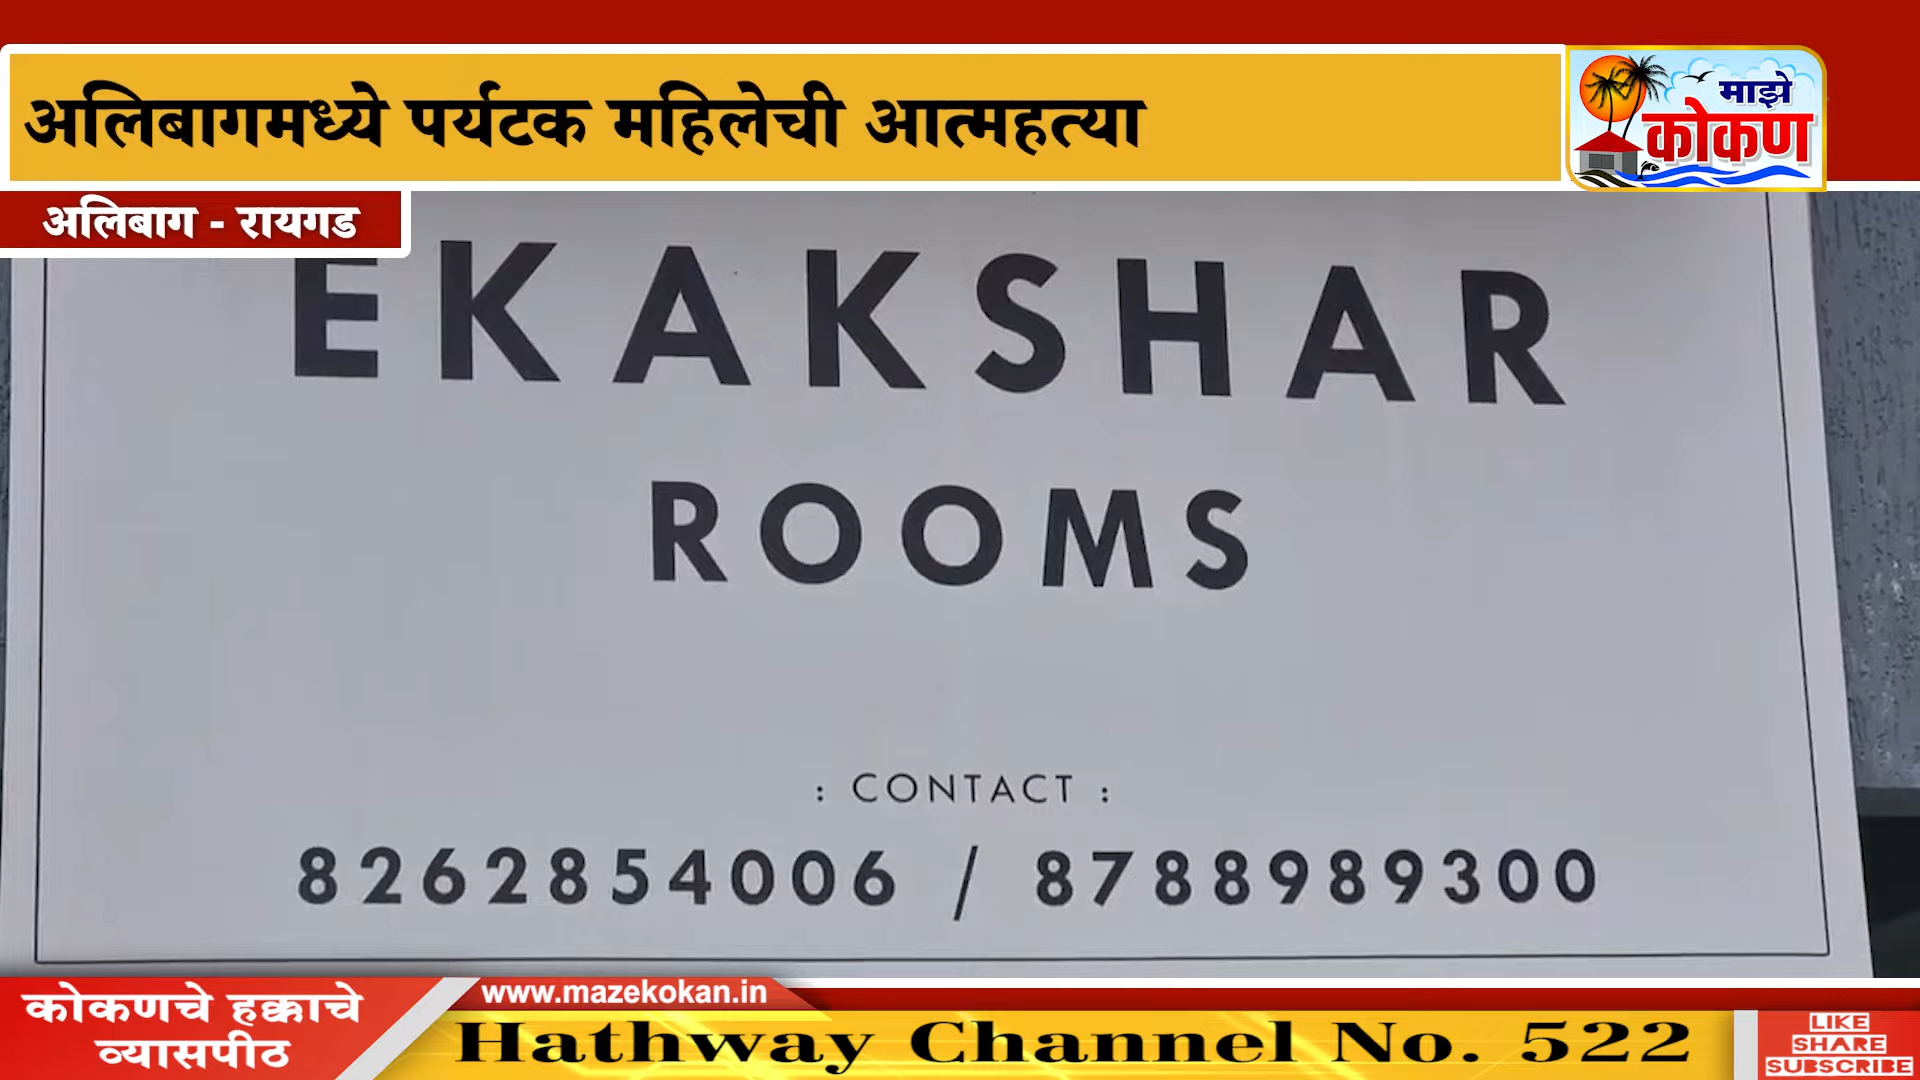 अलिबागमध्ये पर्यटक महिलेची आत्महत्या
माझे
कोकण
अलिबाग - रायगड
EKAKSHAR
ROOMS
: CONTACT :
8262854006 / 8788989300
कोकणचे हक्काचे
व्यासपीठ
www.mazekokan.in
Hathway Channel No. 522
LIKE
SHARE
SUBSCRIBE